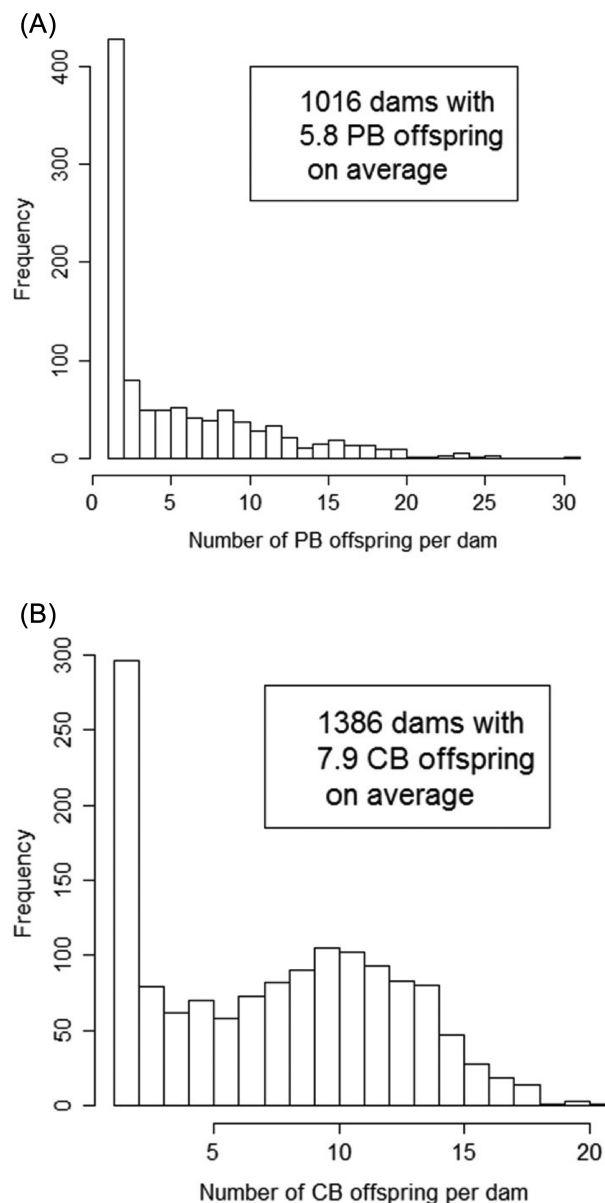 (A)
400
300
200
100
0
Frequency
1016 dams with
5.8 PB offspring
on average
0 5 10 15 20 25 30
Number of PB offspring per dam
(B)
300
250
200
150
100
50
0
Frequency
1386 dams with
7.9 CB offspring
on average
5 10 15 20
Number of CB offspring per dam